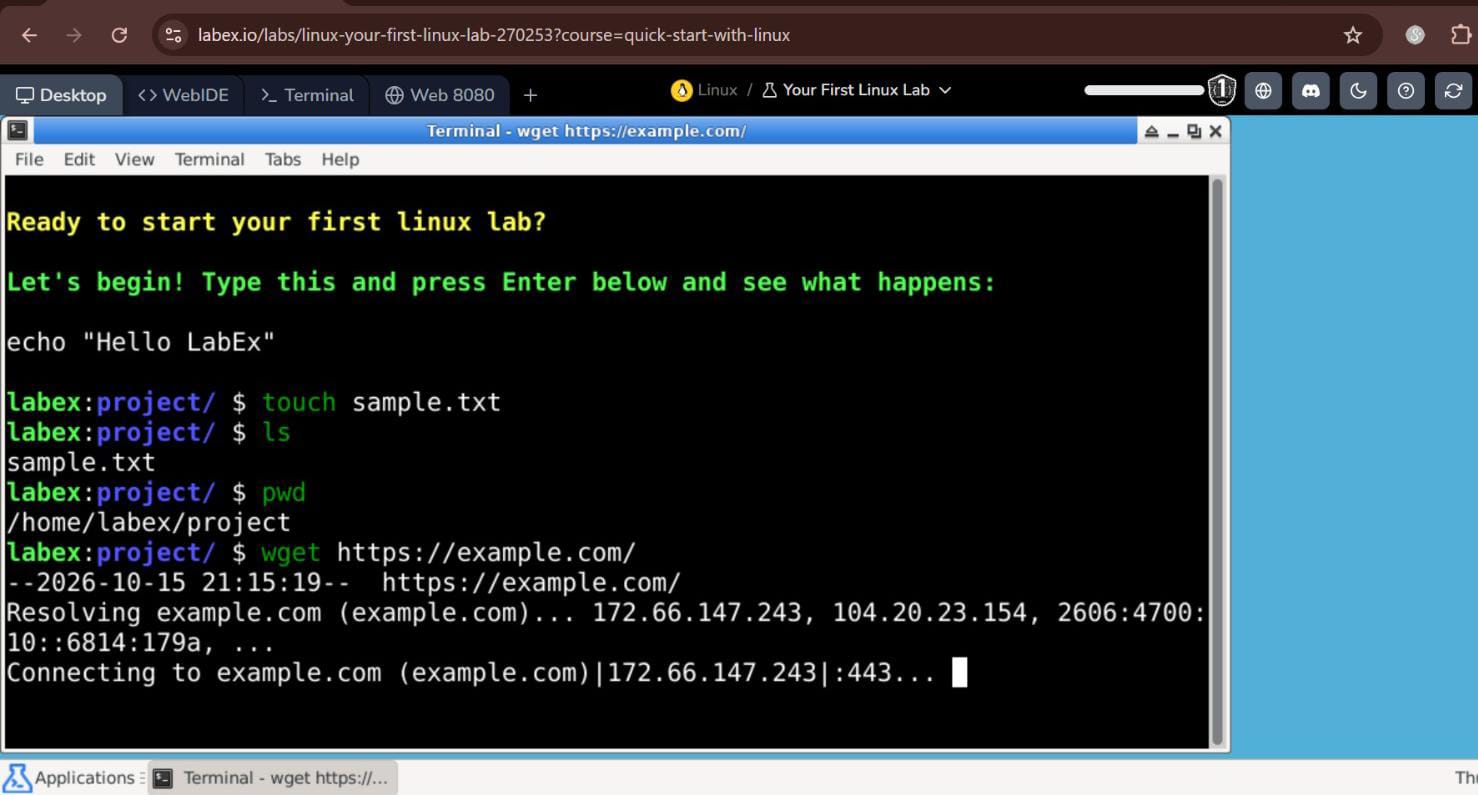 labex.io/labs/linux-your-first-linux-lab-270253?course=quick-start-with-linux
Desktop <> WebIDE >_ Terminal Web 8080 + Linux / Your First Linux Lab
Terminal - wget https://example.com/
File Edit View Terminal Tabs Help
Ready to start your first linux lab?
Let's begin! Type this and press Enter below and see what happens:
echo "Hello LabEx"
labex:project/ $ touch sample.txt
labex:project/ $ ls
sample.txt
labex:project/ $ pwd
/home/labex/project
labex:project/ $ wget https://example.com/
--2026-10-15 21:15:19-- https://example.com/
Resolving example.com (example.com)... 172.66.147.243, 104.20.23.154, 2606:4700:
10::6814:179a, ...
Connecting to example.com (example.com)|172.66.147.243|:443...
Applications Terminal - wget https://...